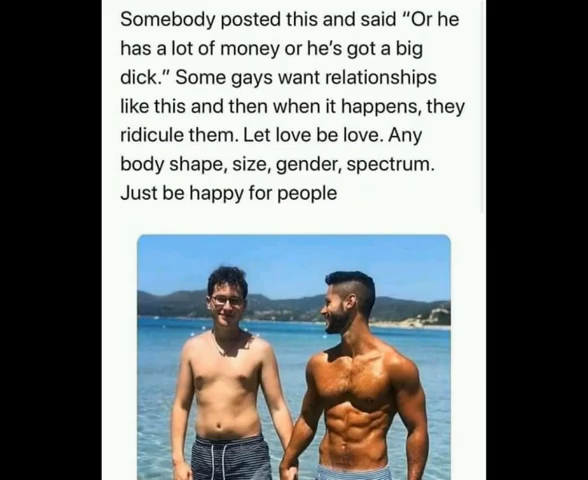 Somebody posted this and said "Or he
has a lot of money or he's got a big
dick." Some gays want relationships
like this and then when it happens, they
ridicule them. Let love be love. Any
body shape, size, gender, spectrum.
Just be happy for people